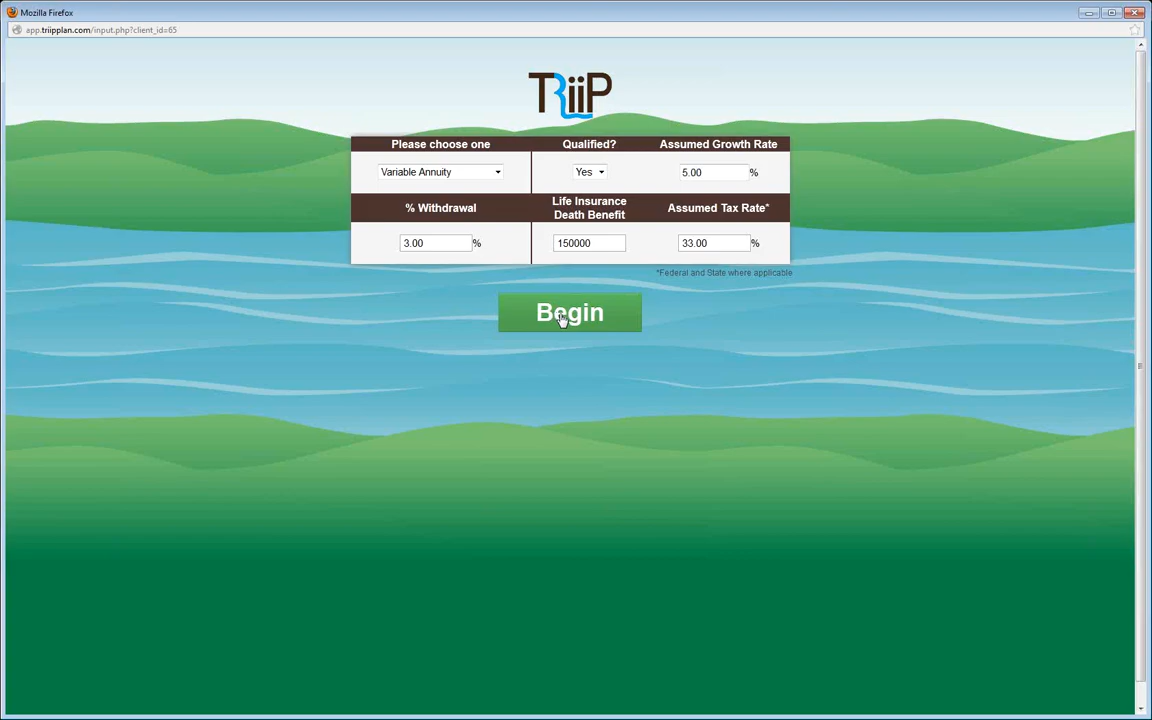 Mozilla Firefox
app.triipplan.com/input.php?client_id=65
TRiiP
Please choose one Qualified? Assumed Growth Rate
Variable Annuity Yes 5.00 %
% Withdrawal Life Insurance Death Benefit Assumed Tax Rate*
3.00 % 150000 33.00 %
*Federal and State where applicable
Begin